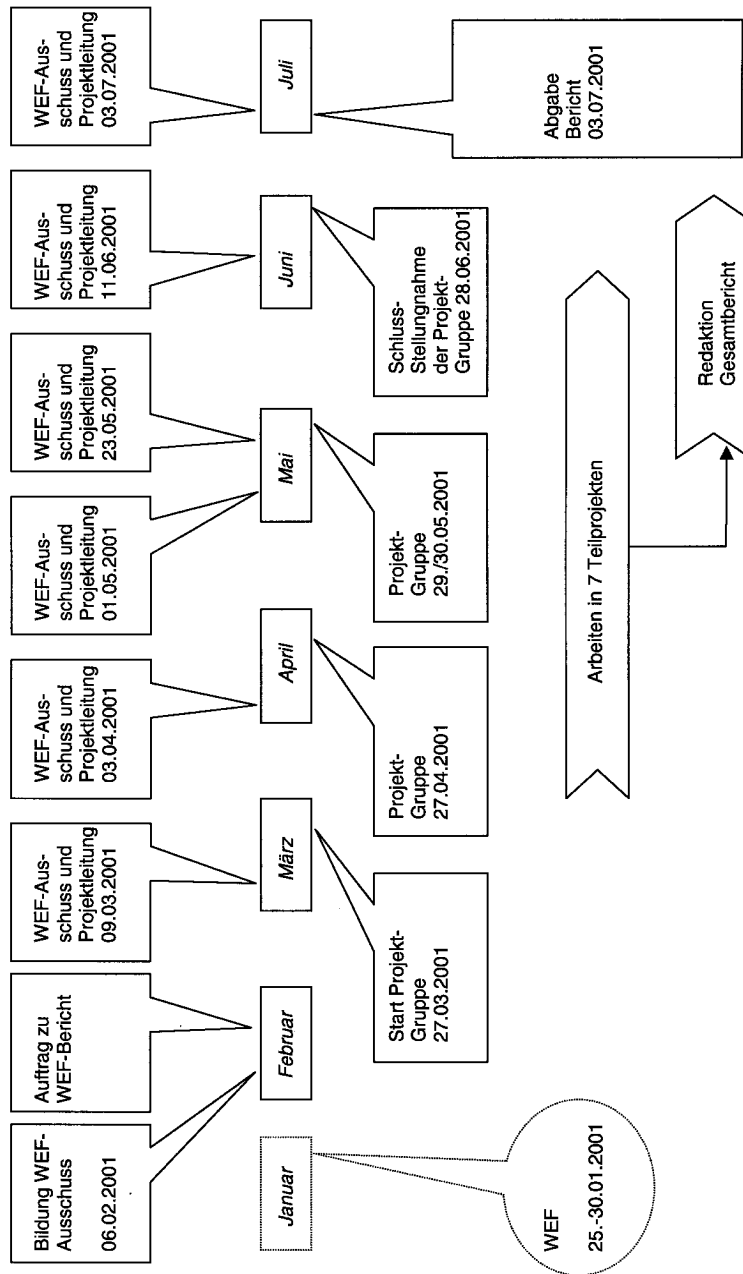 Bildung WEF-
Ausschuss
06.02.2001
Auftrag zu
WEF-Bericht
WEF-Aus-
schuss und
Projektleitung
09.03.2001
WEF-Aus-
schuss und
Projektleitung
03.04.2001
WEF-Aus-
schuss und
Projektleitung
01.05.2001
WEF-Aus-
schuss und
Projektleitung
23.05.2001
WEF-Aus-
schuss und
Projektleitung
11.06.2001
WEF-Aus-
schuss und
Projektleitung
03.07.2001
Januar
Februar
März
April
Mai
Juni
Juli
WEF
25.-30.01.2001
Start Projekt-
Gruppe
27.03.2001
Projekt-
Gruppe
27.04.2001
Projekt-
Gruppe
29./30.05.2001
Schluss-
Stellungnahme
der Projekt-
Gruppe 28.06.2001
Abgabe
Bericht
03.07.2001
Arbeiten in 7 Teilprojekten
Redaktion
Gesamtbericht